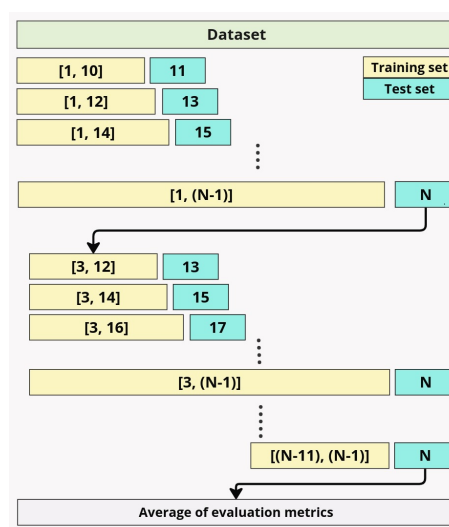 Dataset
[1, 10] 11 Training set
Test set
[1, 12] 13
[1, 14] 15
[1, (N-1)] N
[3, 12] 13
[3, 14] 15
[3, 16] 17
[3, (N-1)] N
[(N-11), (N-1)] N
Average of evaluation metrics